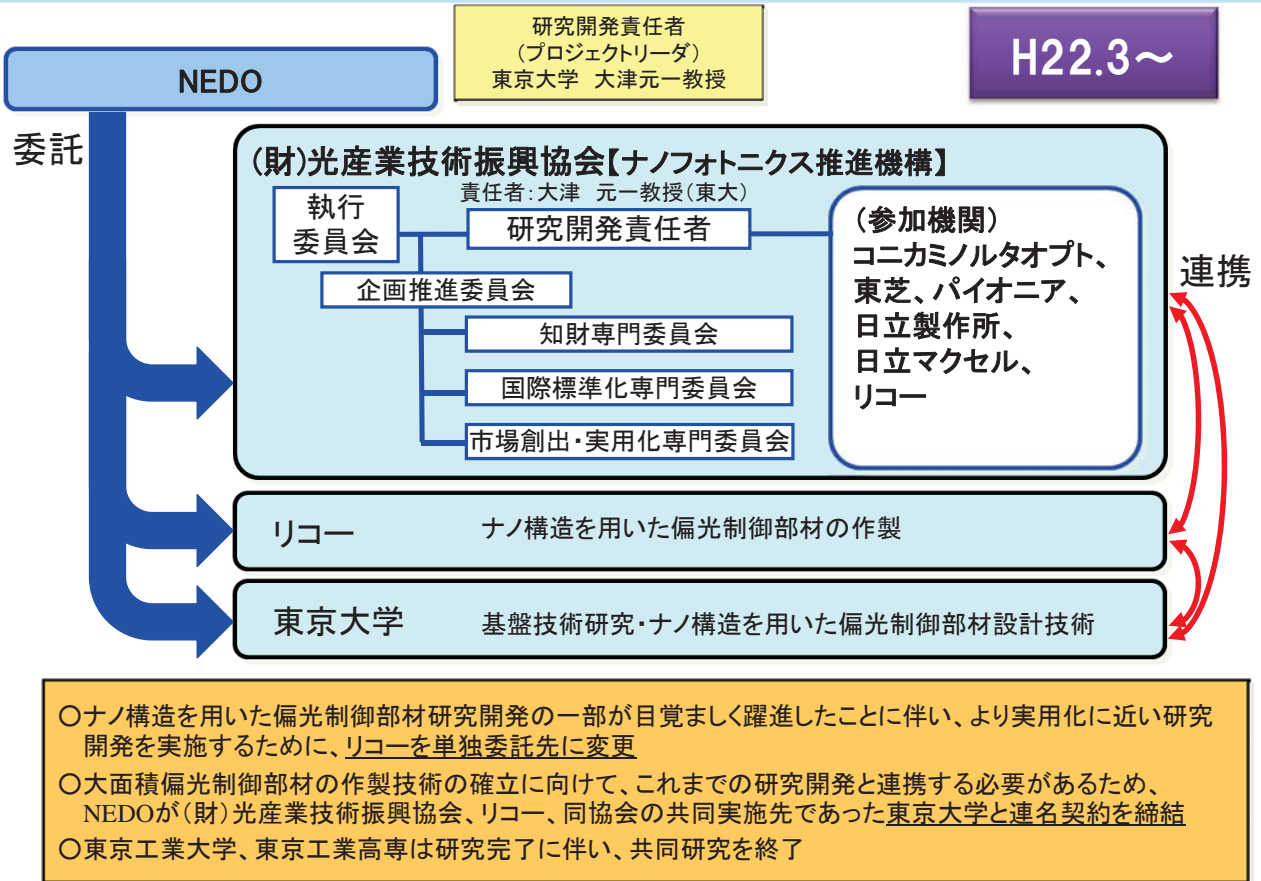 研究開発責任者
(プロジェクトリーダ)
東京大学 大津元一教授
H22.3～
NEDO
委託
(財)光産業技術振興協会【ナノフォトニクス推進機構】
責任者:大津 元一教授(東大)
執行
委員会
研究開発責任者
企画推進委員会
知財専門委員会
国際標準化専門委員会
市場創出・実用化専門委員会
(参加機関)
コニカミノルタオプト、
東芝、パイオニア、
日立製作所、
日立マクセル、
リコー
連携
リコー ナノ構造を用いた偏光制御部材の作製
東京大学 基盤技術研究・ナノ構造を用いた偏光制御部材設計技術
○ナノ構造を用いた偏光制御部材研究開発の一部が目覚ましく躍進したことに伴い、より実用化に近い研究
開発を実施するために、リコーを単独委託先に変更
○大面積偏光制御部材の作製技術の確立に向けて、これまでの研究開発と連携する必要があるため、
NEDOが(財)光産業技術振興協会、リコー、同協会の共同実施先であった東京大学と連名契約を締結
○東京工業大学、東京工業高専は研究完了に伴い、共同研究を終了